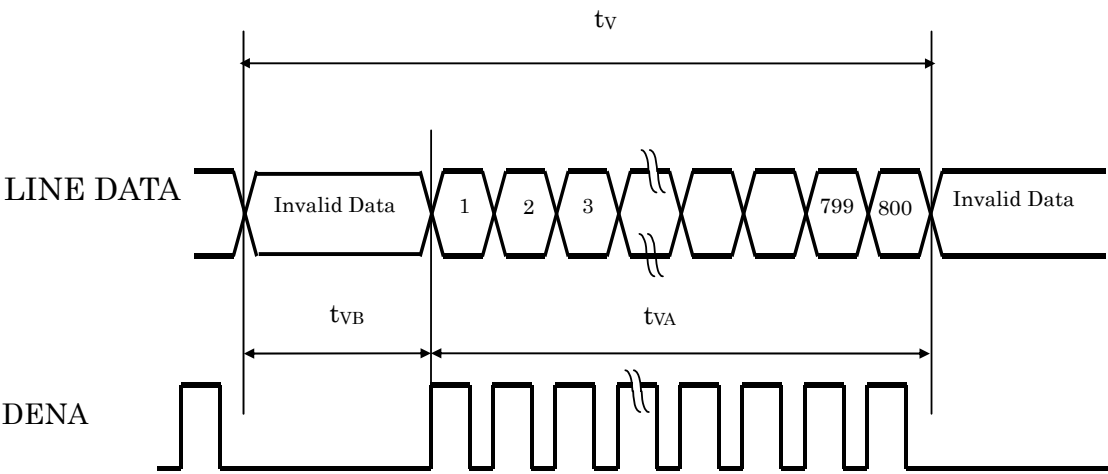 tV
LINE DATA
Invalid Data
1
2
3
799
800
Invalid Data
tVB
tVA
DENA